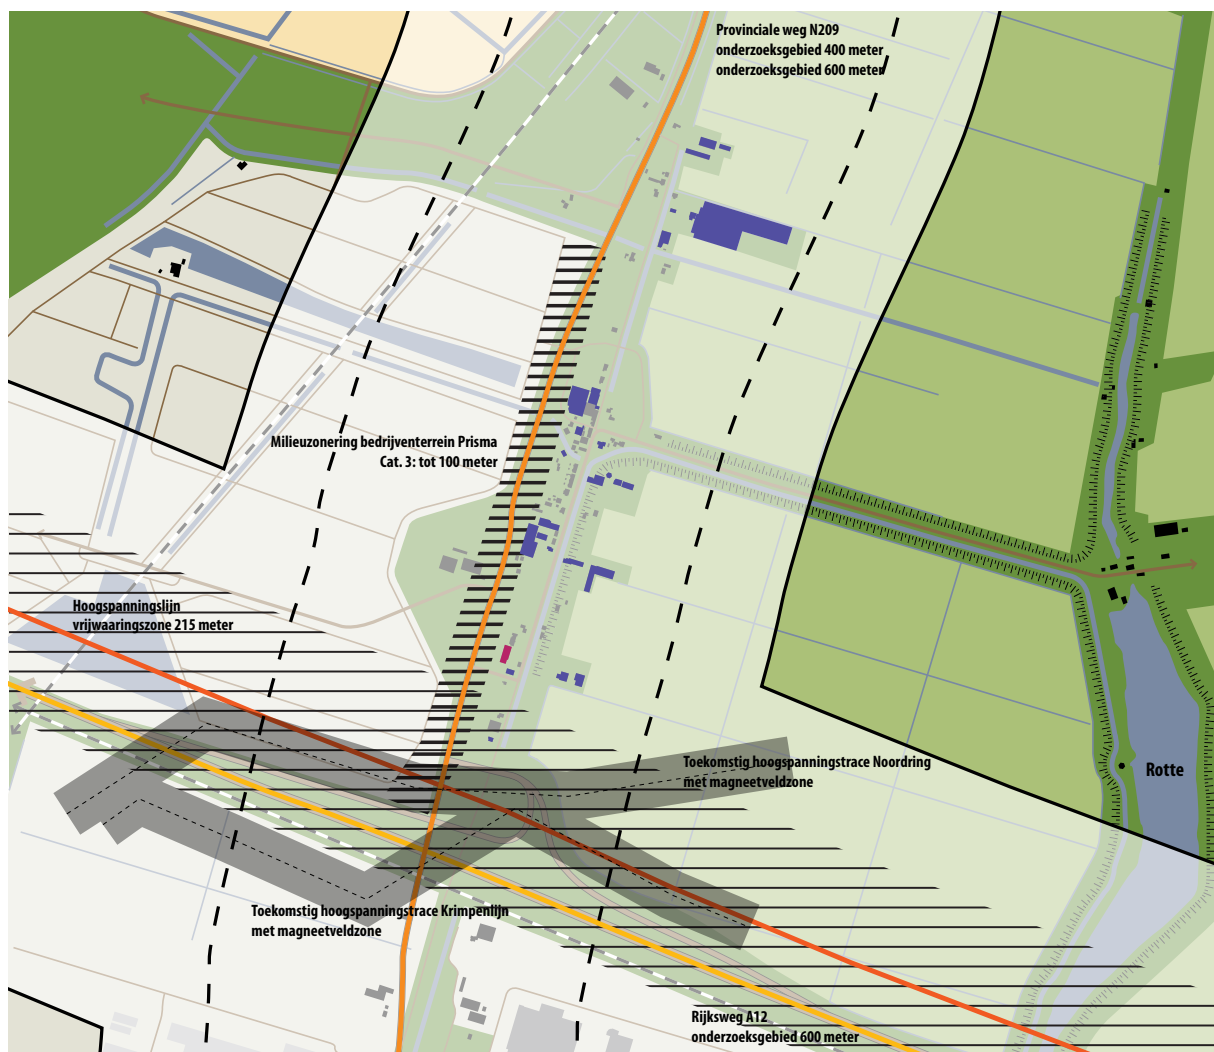 Provinciale weg N209
onderzoeksgebied 400 meter
onderzoeksgebied 600 meter
Milieuzonering bedrijventerrein Prisma
Cat. 3: tot 100 meter
Hoogspanningslijn
vrijwaaringszone 215 meter
Toekomstig hoogspanningstrace Noordring
met magneetveldzone
Rotte
Toekomstig hoogspanningstrace Krimpenlijn
met magneetveldzone
Rijksweg A12
onderzoeksgebied 600 meter